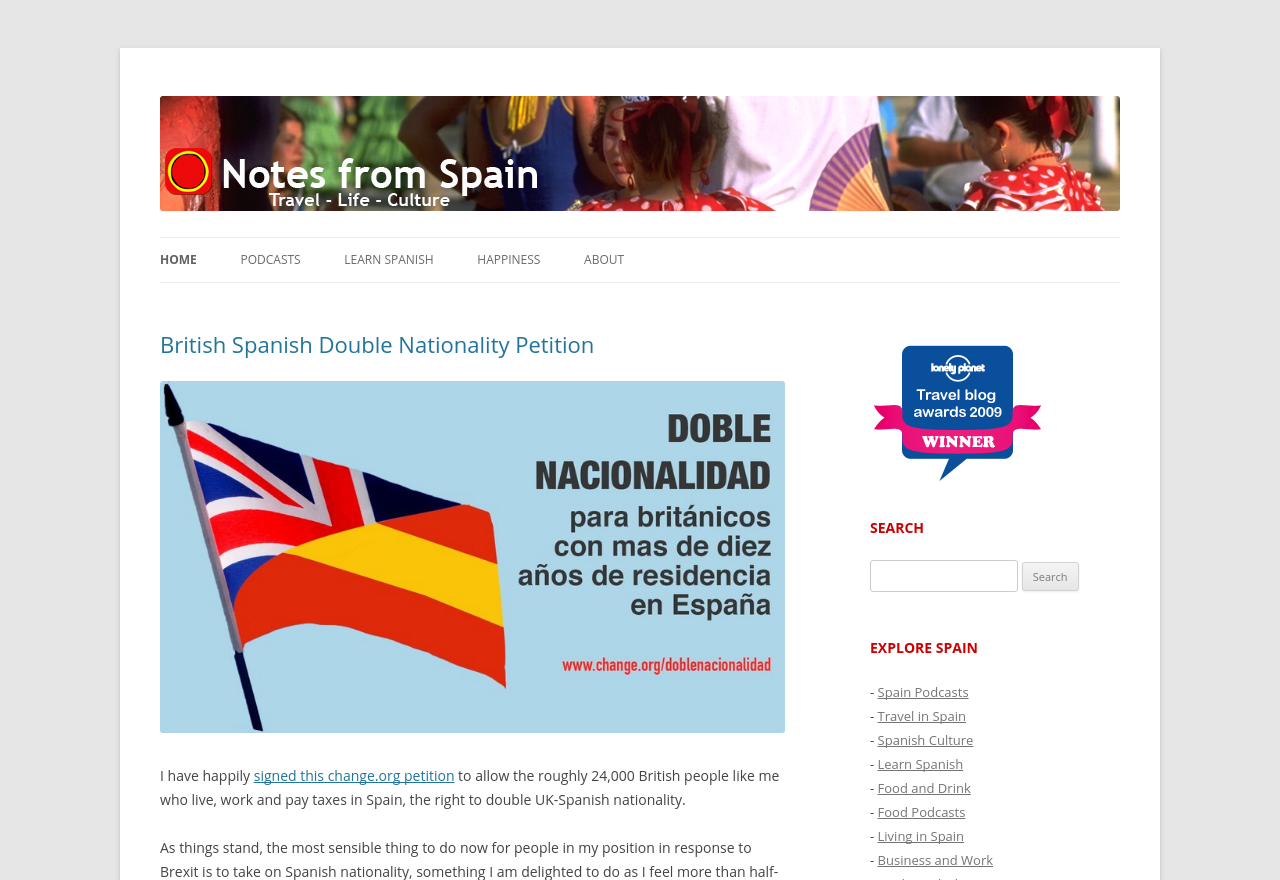 Notes from Spain
Travel - Life - Culture
HOME PODCASTS LEARN SPANISH HAPPINESS ABOUT
British Spanish Double Nationality Petition
DOBLE
NACIONALIDAD
para británicos
con mas de diez
años de residencia
en España
www.change.org/doblenacionalidad
I have happily signed this change.org petition to allow the roughly 24,000 British people like me
who live, work and pay taxes in Spain, the right to double UK-Spanish nationality.
As things stand, the most sensible thing to do now for people in my position in response to
Brexit is to take on Spanish nationality, something I am delighted to do as I feel more than half-
lonely planet
Travel blog
awards 2009
WINNER
SEARCH
Search
EXPLORE SPAIN
- Spain Podcasts
- Travel in Spain
- Spanish Culture
- Learn Spanish
- Food and Drink
- Food Podcasts
- Living in Spain
- Business and Work